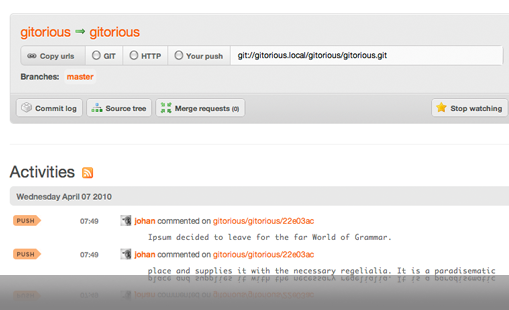 gitorious ⇒ gitorious
Copy urls GIT HTTP Your push git://gitorious.local/gitorious/gitorious.git
Branches: master
Commit log Source tree Merge requests (0) Stop watching
Activities
Wednesday April 07 2010
PUSH 07:49 johan commented on gitorious/gitorious/22e03ac
Ipsum decided to leave for the far World of Grammar.
PUSH 07:49 johan commented on gitorious/gitorious/22e03ac
place and supplies it with the necessary regelialia. It is a paradisematic